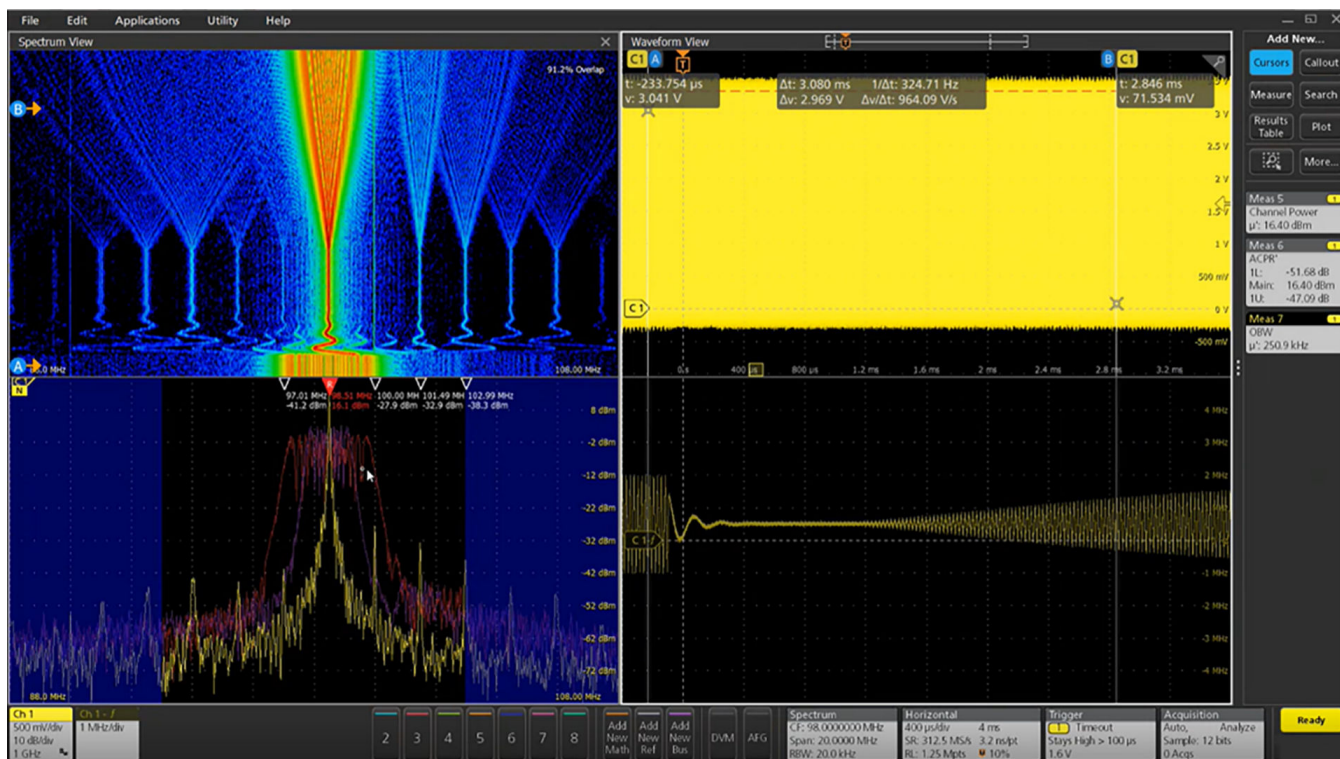 File Edit Applications Utility Help
Spectrum View
91.2% Overlap
B
A
108.00 MHz
97.01 MHz 98.51 MHz 100.00 MH 101.49 MH 102.99 MHz
-41.2 dBm 16.1 dBm -27.9 dBm -32.9 dBm -38.3 dBm
8 dBm
-2 dBm
-12 dBm
-22 dBm
-32 dBm
-42 dBm
-52 dBm
-62 dBm
-72 dBm
88.0 MHz 108.00 MHz
Waveform View
C1 A T B C1
t: -233.754 µs Δt: 3.080 ms 1/Δt: 324.71 Hz t: 2.846 ms
v: 3.041 V Δv: 2.969 V Δv/Δt: 964.09 V/s v: 71.534 mV
3 V
2.5 V
2 V
1.5 V
1 V
500 mV
C 1 0 V
-500 mV
0 s 400 µs 800 µs 1.2 ms 1.6 ms 2 ms 2.4 ms 2.8 ms 3.2 ms
4 MHz
3 MHz
2 MHz
1 MHz
C 1-f
-1 MHz
-2 MHz
-3 MHz
-4 MHz
Add New...
Cursors Callout
Measure Search
Results Table Plot
More...
Meas 5 1
Channel Power
µ': 16.40 dBm
Meas 6 1
ACPR'
1L: -51.68 dB
Main: 16.40 dBm
1U: -47.09 dB
Meas 7 1
OBW
µ': 250.9 kHz
Ch 1
500 mV/div
10 dB/div
1 GHz
Ch 1 - f
1 MHz/div
2 3 4 5 6 7 8
Add New Math
Add New Ref
Add New Bus
DVM
AFG
Spectrum
CF: 98.0000000 MHz
Span: 20.0000 MHz
RBW: 20.0 kHz
Horizontal
400 µs/div 4 ms
SR: 312.5 MS/s 3.2 ns/pt
RL: 1.25 Mpts 10%
Trigger
1 Timeout
Stays High > 100 µs
1.6 V
Acquisition
Auto, Analyze
Sample: 12 bits
0 Acqs
Ready